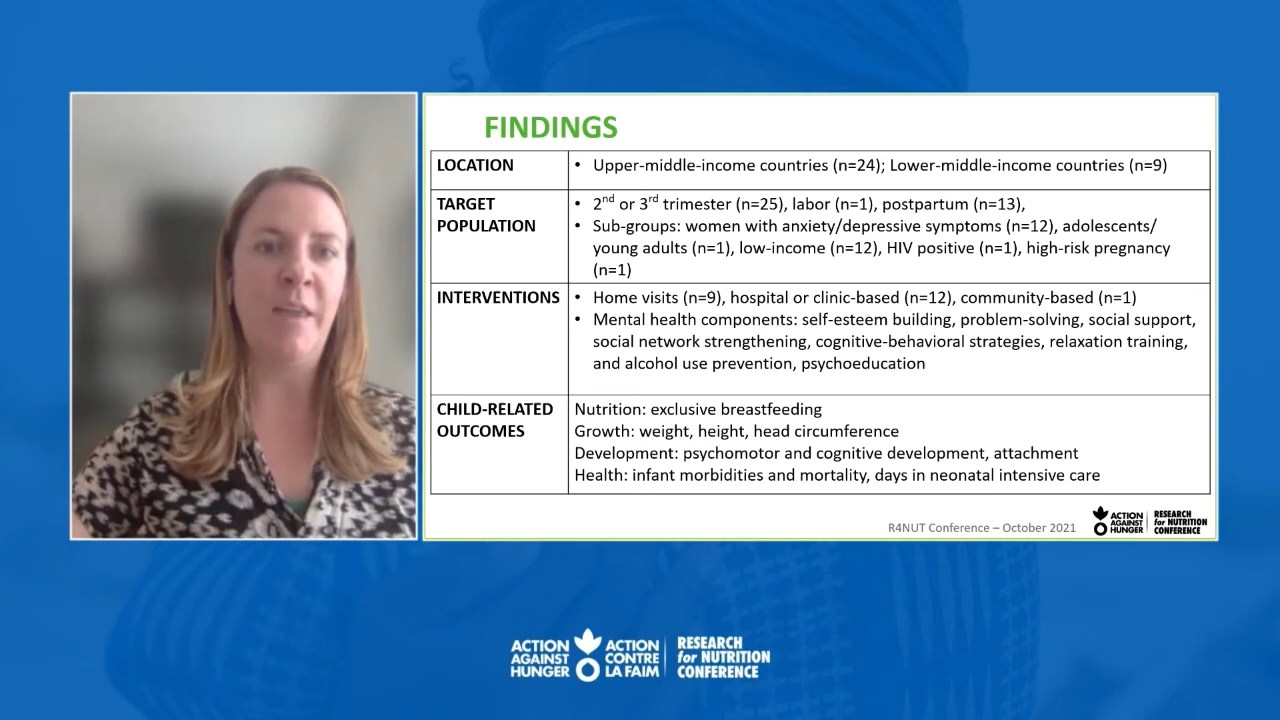 FINDINGS
LOCATION
• Upper-middle-income countries (n=24); Lower-middle-income countries (n=9)
TARGET
POPULATION
• 2nd or 3rd trimester (n=25), labor (n=1), postpartum (n=13),
• Sub-groups: women with anxiety/depressive symptoms (n=12), adolescents/
young adults (n=1), low-income (n=12), HIV positive (n=1), high-risk pregnancy
(n=1)
INTERVENTIONS
• Home visits (n=9), hospital or clinic-based (n=12), community-based (n=1)
• Mental health components: self-esteem building, problem-solving, social support,
social network strengthening, cognitive-behavioral strategies, relaxation training,
and alcohol use prevention, psychoeducation
CHILD-RELATED
OUTCOMES
Nutrition: exclusive breastfeeding
Growth: weight, height, head circumference
Development: psychomotor and cognitive development, attachment
Health: infant morbidities and mortality, days in neonatal intensive care
R4NUT Conference – October 2021
ACTION
AGAINST
HUNGER
RESEARCH
for NUTRITION
CONFERENCE
ACTION
AGAINST
HUNGER
ACTION
CONTRE
LA FAIM
RESEARCH
for NUTRITION
CONFERENCE